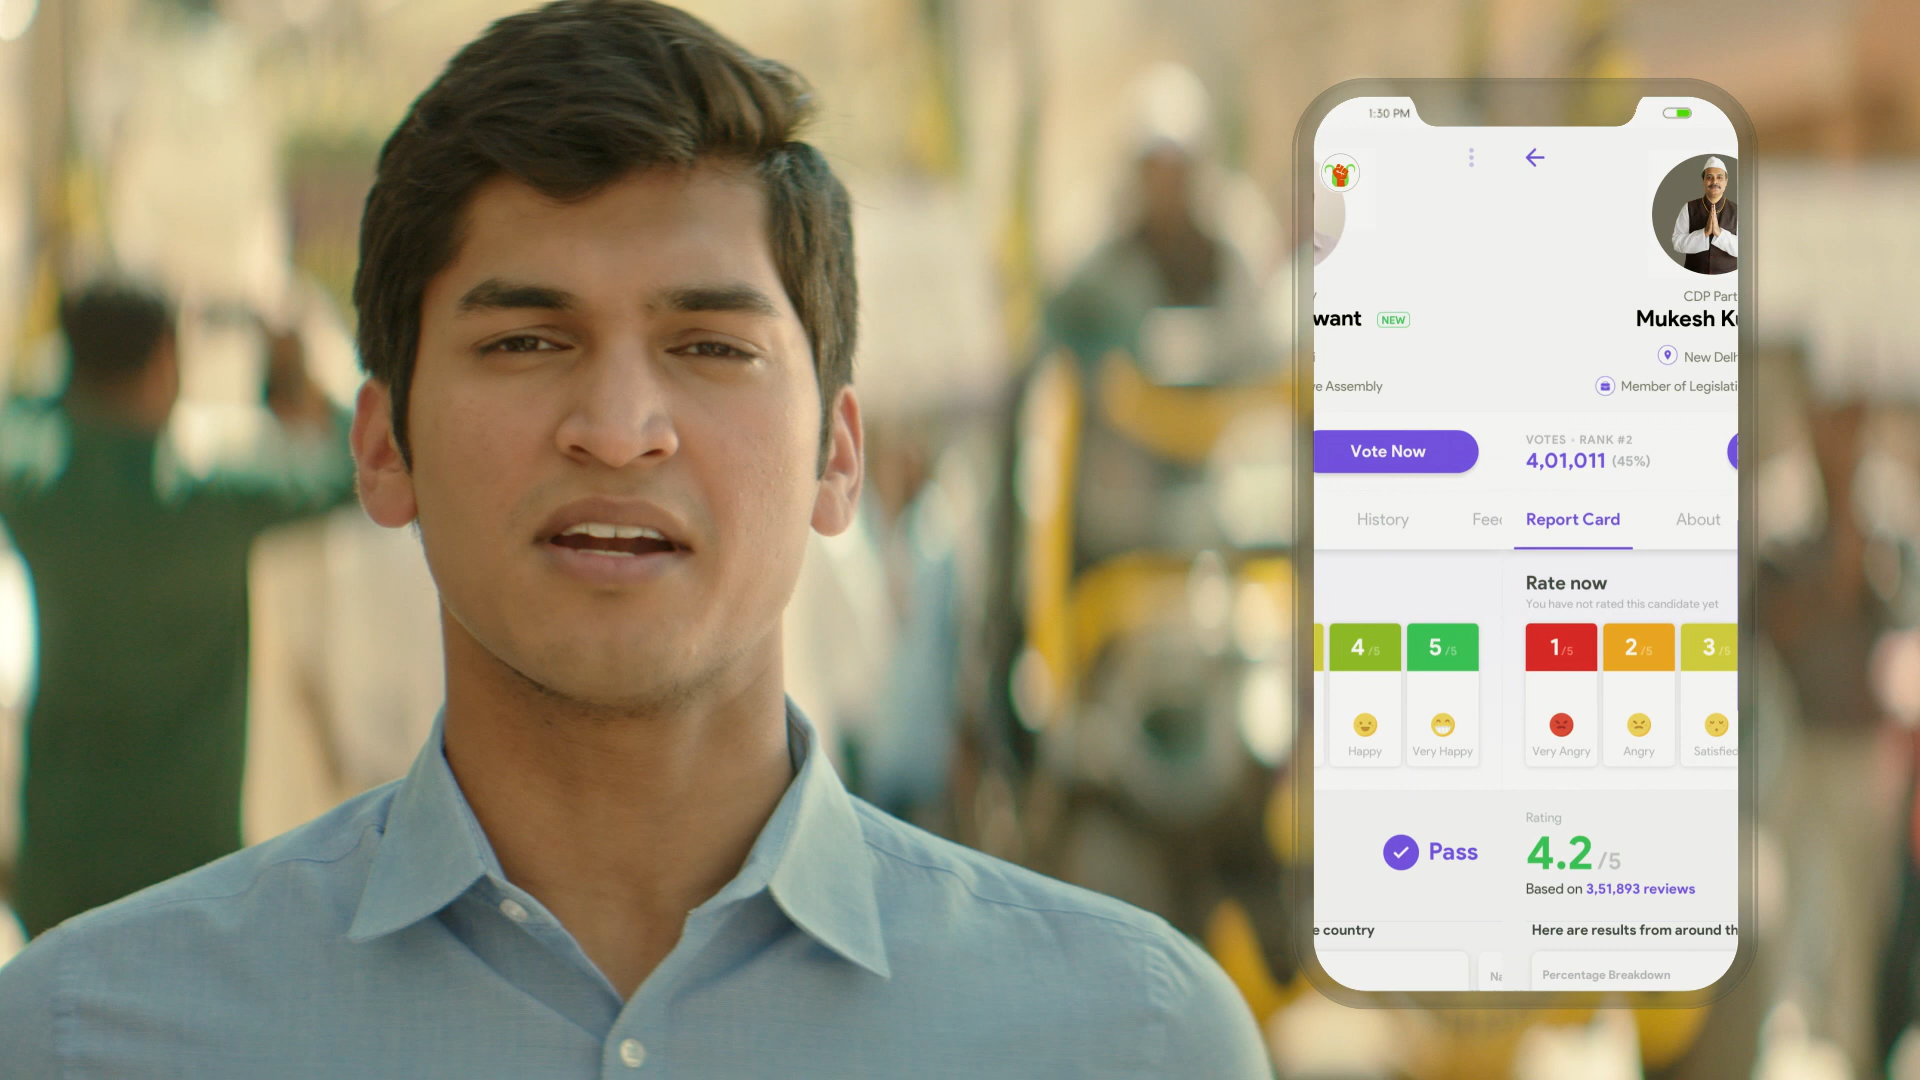 1:30 PM
want NEW
e Assembly
Vote Now
History
Feed
4 /5
5 /5
Happy
Very Happy
Pass
e country
CDP Part
Mukesh Ku
New Delh
Member of Legislati
VOTES • RANK #2
4,01,011 (45%)
Report Card
About
Rate now
You have not rated this candidate yet
1 /5
2 /5
3 /5
Very Angry
Angry
Satisfied
Rating
4.2 /5
Based on 3,51,893 reviews
Here are results from around th
Percentage Breakdown